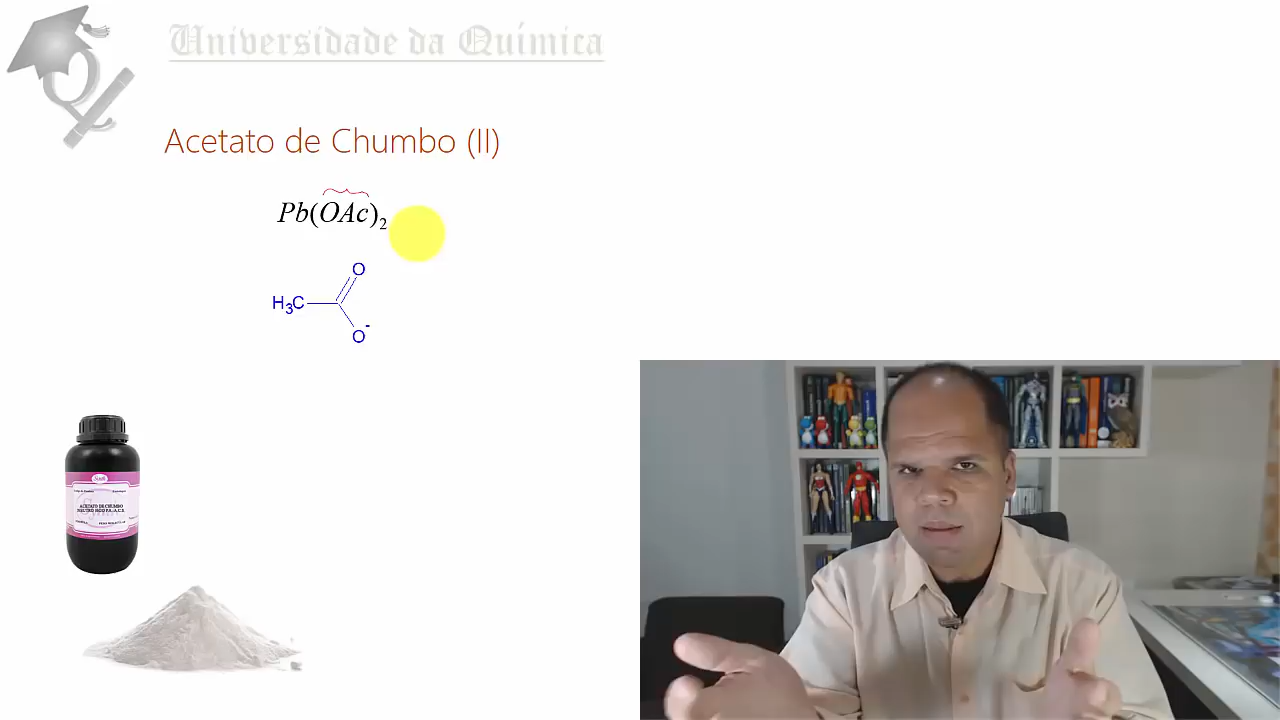 Universidade da Química
Acetato de Chumbo (II)
Pb(OAc)₂
O
H₃C
O⁻
ACETATO DE CHUMBO